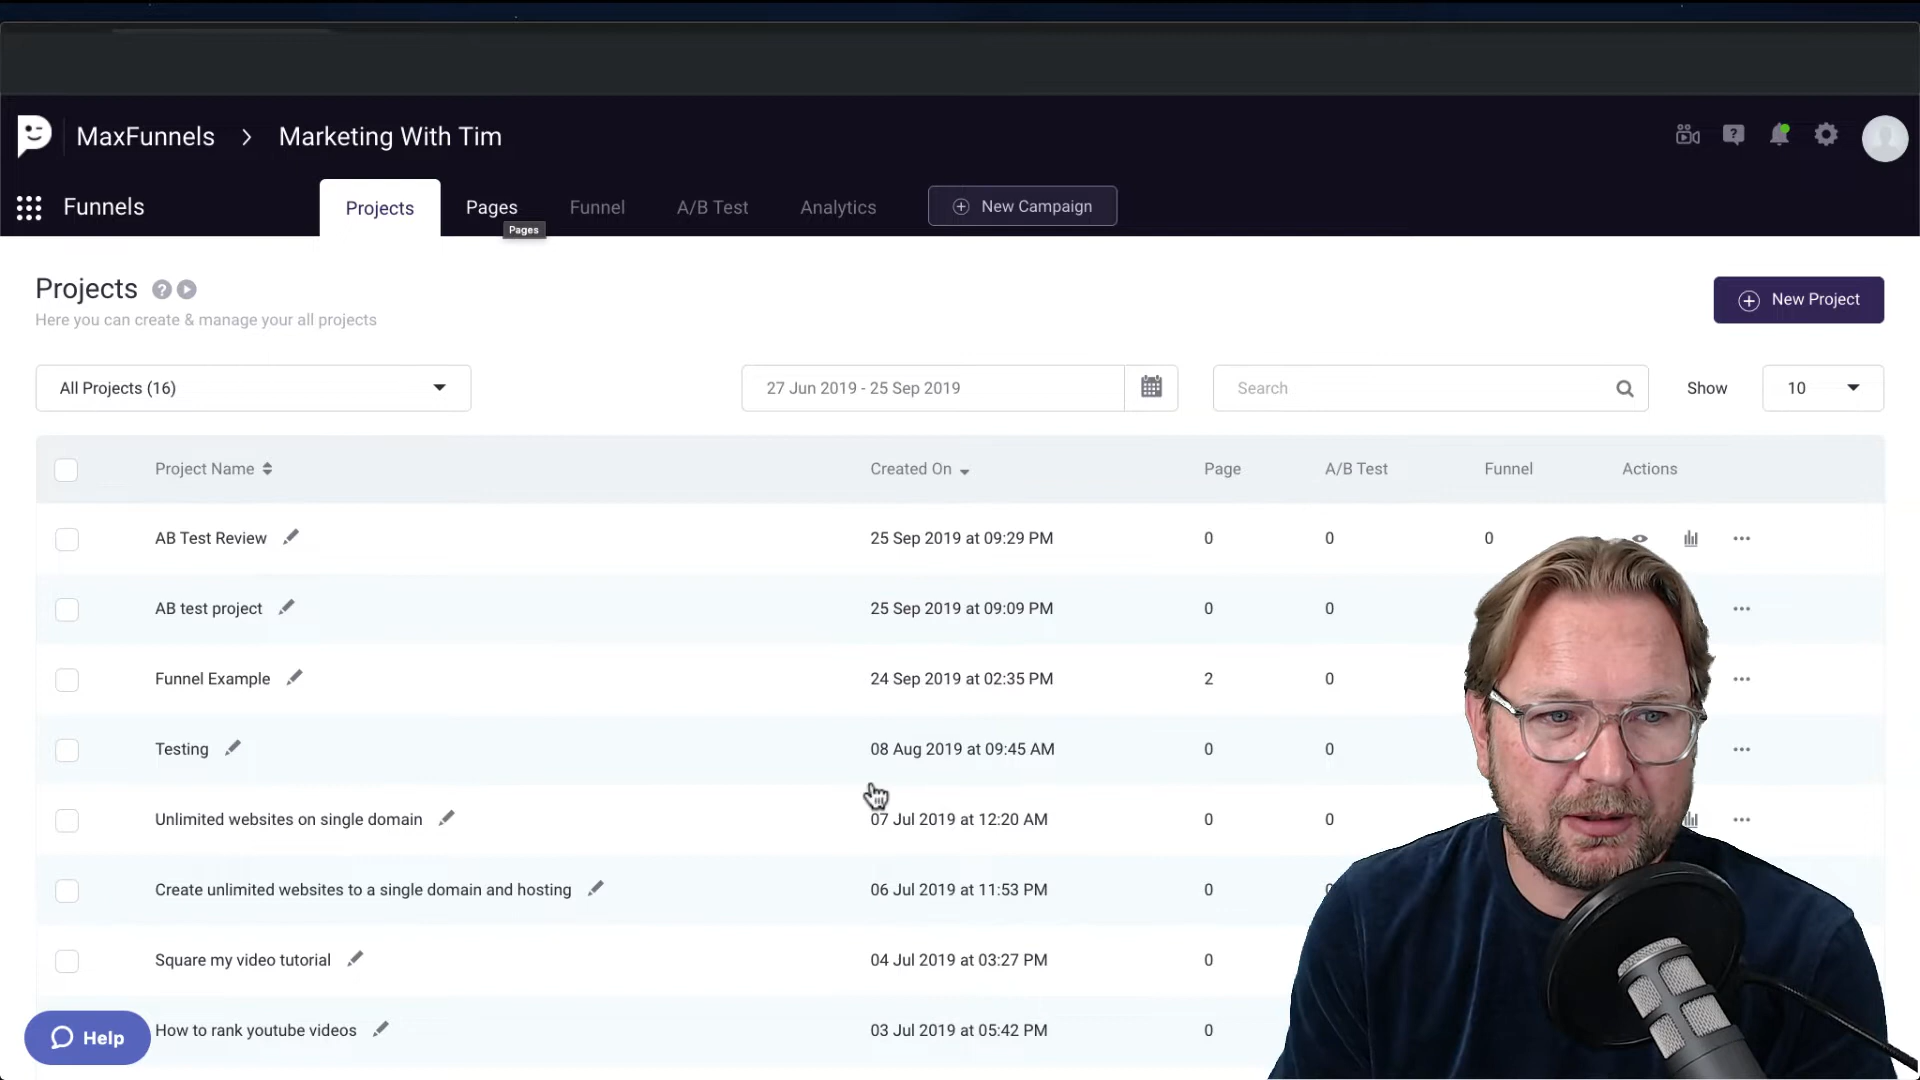 MaxFunnels > Marketing With Tim
Funnels Projects Pages Funnel A/B Test Analytics New Campaign
Pages
Projects
New Project
Here you can create & manage your all projects
All Projects (16) 27 Jun 2019 - 25 Sep 2019 Search Show 10
Project Name Created On Page A/B Test Funnel Actions
AB Test Review 25 Sep 2019 at 09:29 PM 0 0 0
AB test project 25 Sep 2019 at 09:09 PM 0 0
Funnel Example 24 Sep 2019 at 02:35 PM 2 0
Testing 08 Aug 2019 at 09:45 AM 0 0
Unlimited websites on single domain 07 Jul 2019 at 12:20 AM 0 0
Create unlimited websites to a single domain and hosting 06 Jul 2019 at 11:53 PM 0 0
Square my video tutorial 04 Jul 2019 at 03:27 PM 0
How to rank youtube videos 03 Jul 2019 at 05:42 PM 0
Help